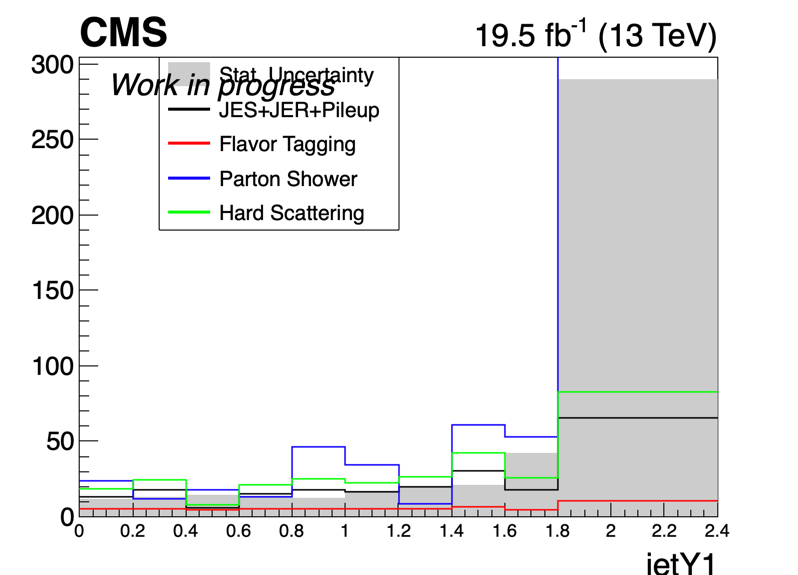 CMS
19.5 fb-1 (13 TeV)
Work in progress
Stat. Uncertainty
JES+JER+Pileup
Flavor Tagging
Parton Shower
Hard Scattering
300
250
200
150
100
50
0
0 0.2 0.4 0.6 0.8 1 1.2 1.4 1.6 1.8 2 2.2 2.4
jetY1